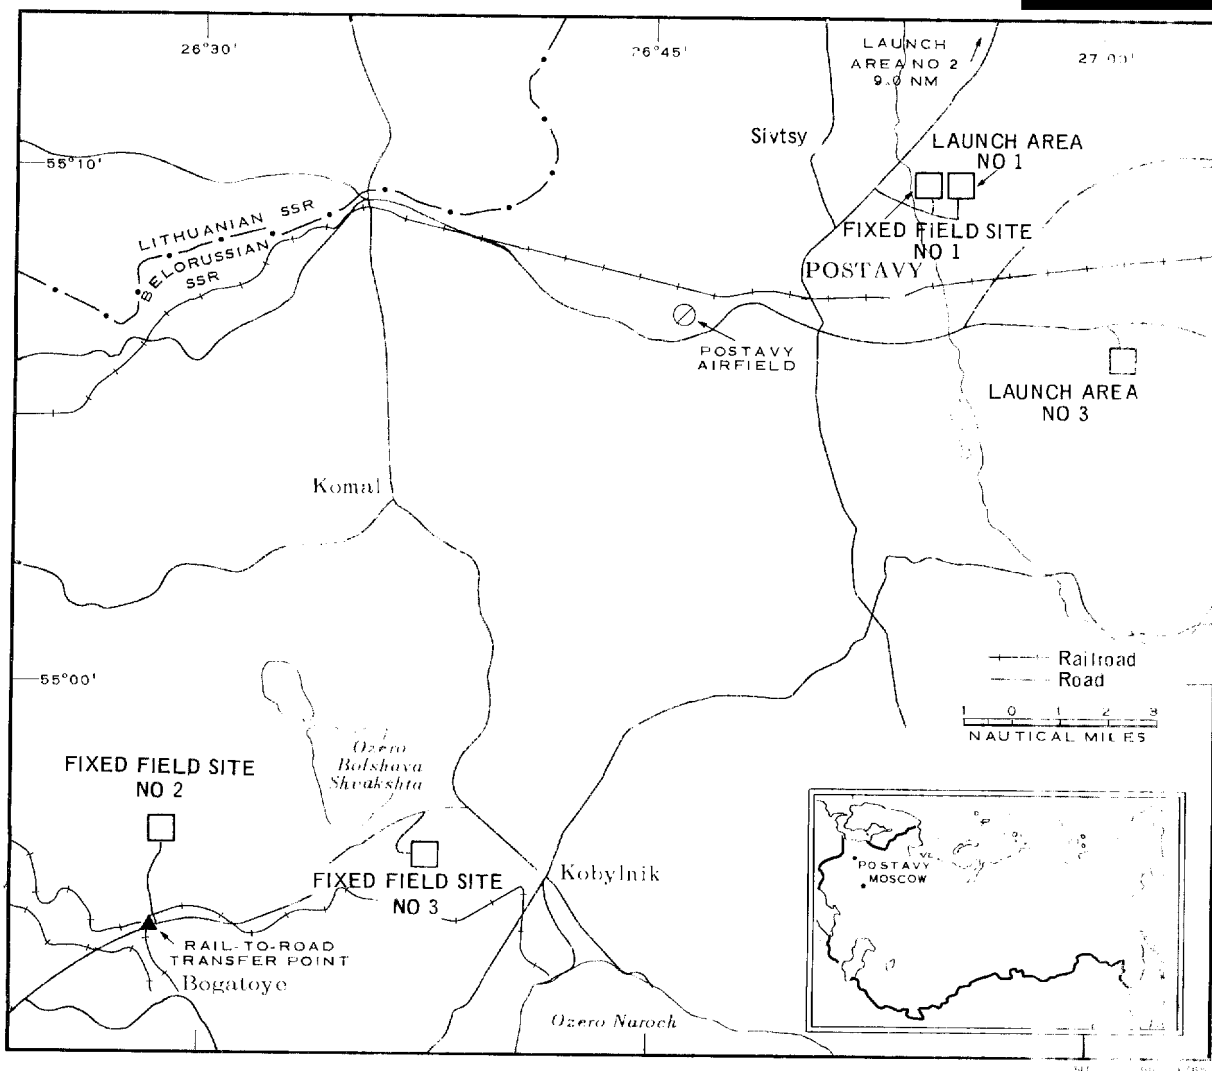 26°30'
26°45'
27°00'
LAUNCH
AREA NO 2
9.0 NM
Sivtsy
55°10'
LAUNCH AREA
NO 1
LITHUANIAN SSR
BELORUSSIAN
SSR
FIXED FIELD SITE
NO 1
POSTAVY
POSTAVY
AIRFIELD
LAUNCH AREA
NO 3
Komal
55°00'
Railroad
Road
1 0 1 2 3
NAUTICAL MILES
Ozero
Bolshaya
Shvakshta
FIXED FIELD SITE
NO 2
POSTAVY
MOSCOW
FIXED FIELD SITE
NO 3
Kobylnik
RAIL-TO-ROAD
TRANSFER POINT
Bogatoye
Ozero Naroch